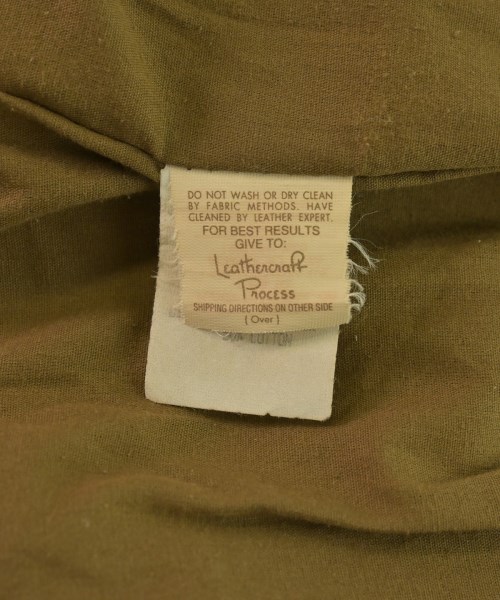 DO NOT WASH OR DRY CLEAN
BY FABRIC METHODS. HAVE
CLEANED BY LEATHER EXPERT.
FOR BEST RESULTS
GIVE TO:
Leathercraft
Process
SHIPPING DIRECTIONS ON OTHER SIDE
(Over)
COTTON